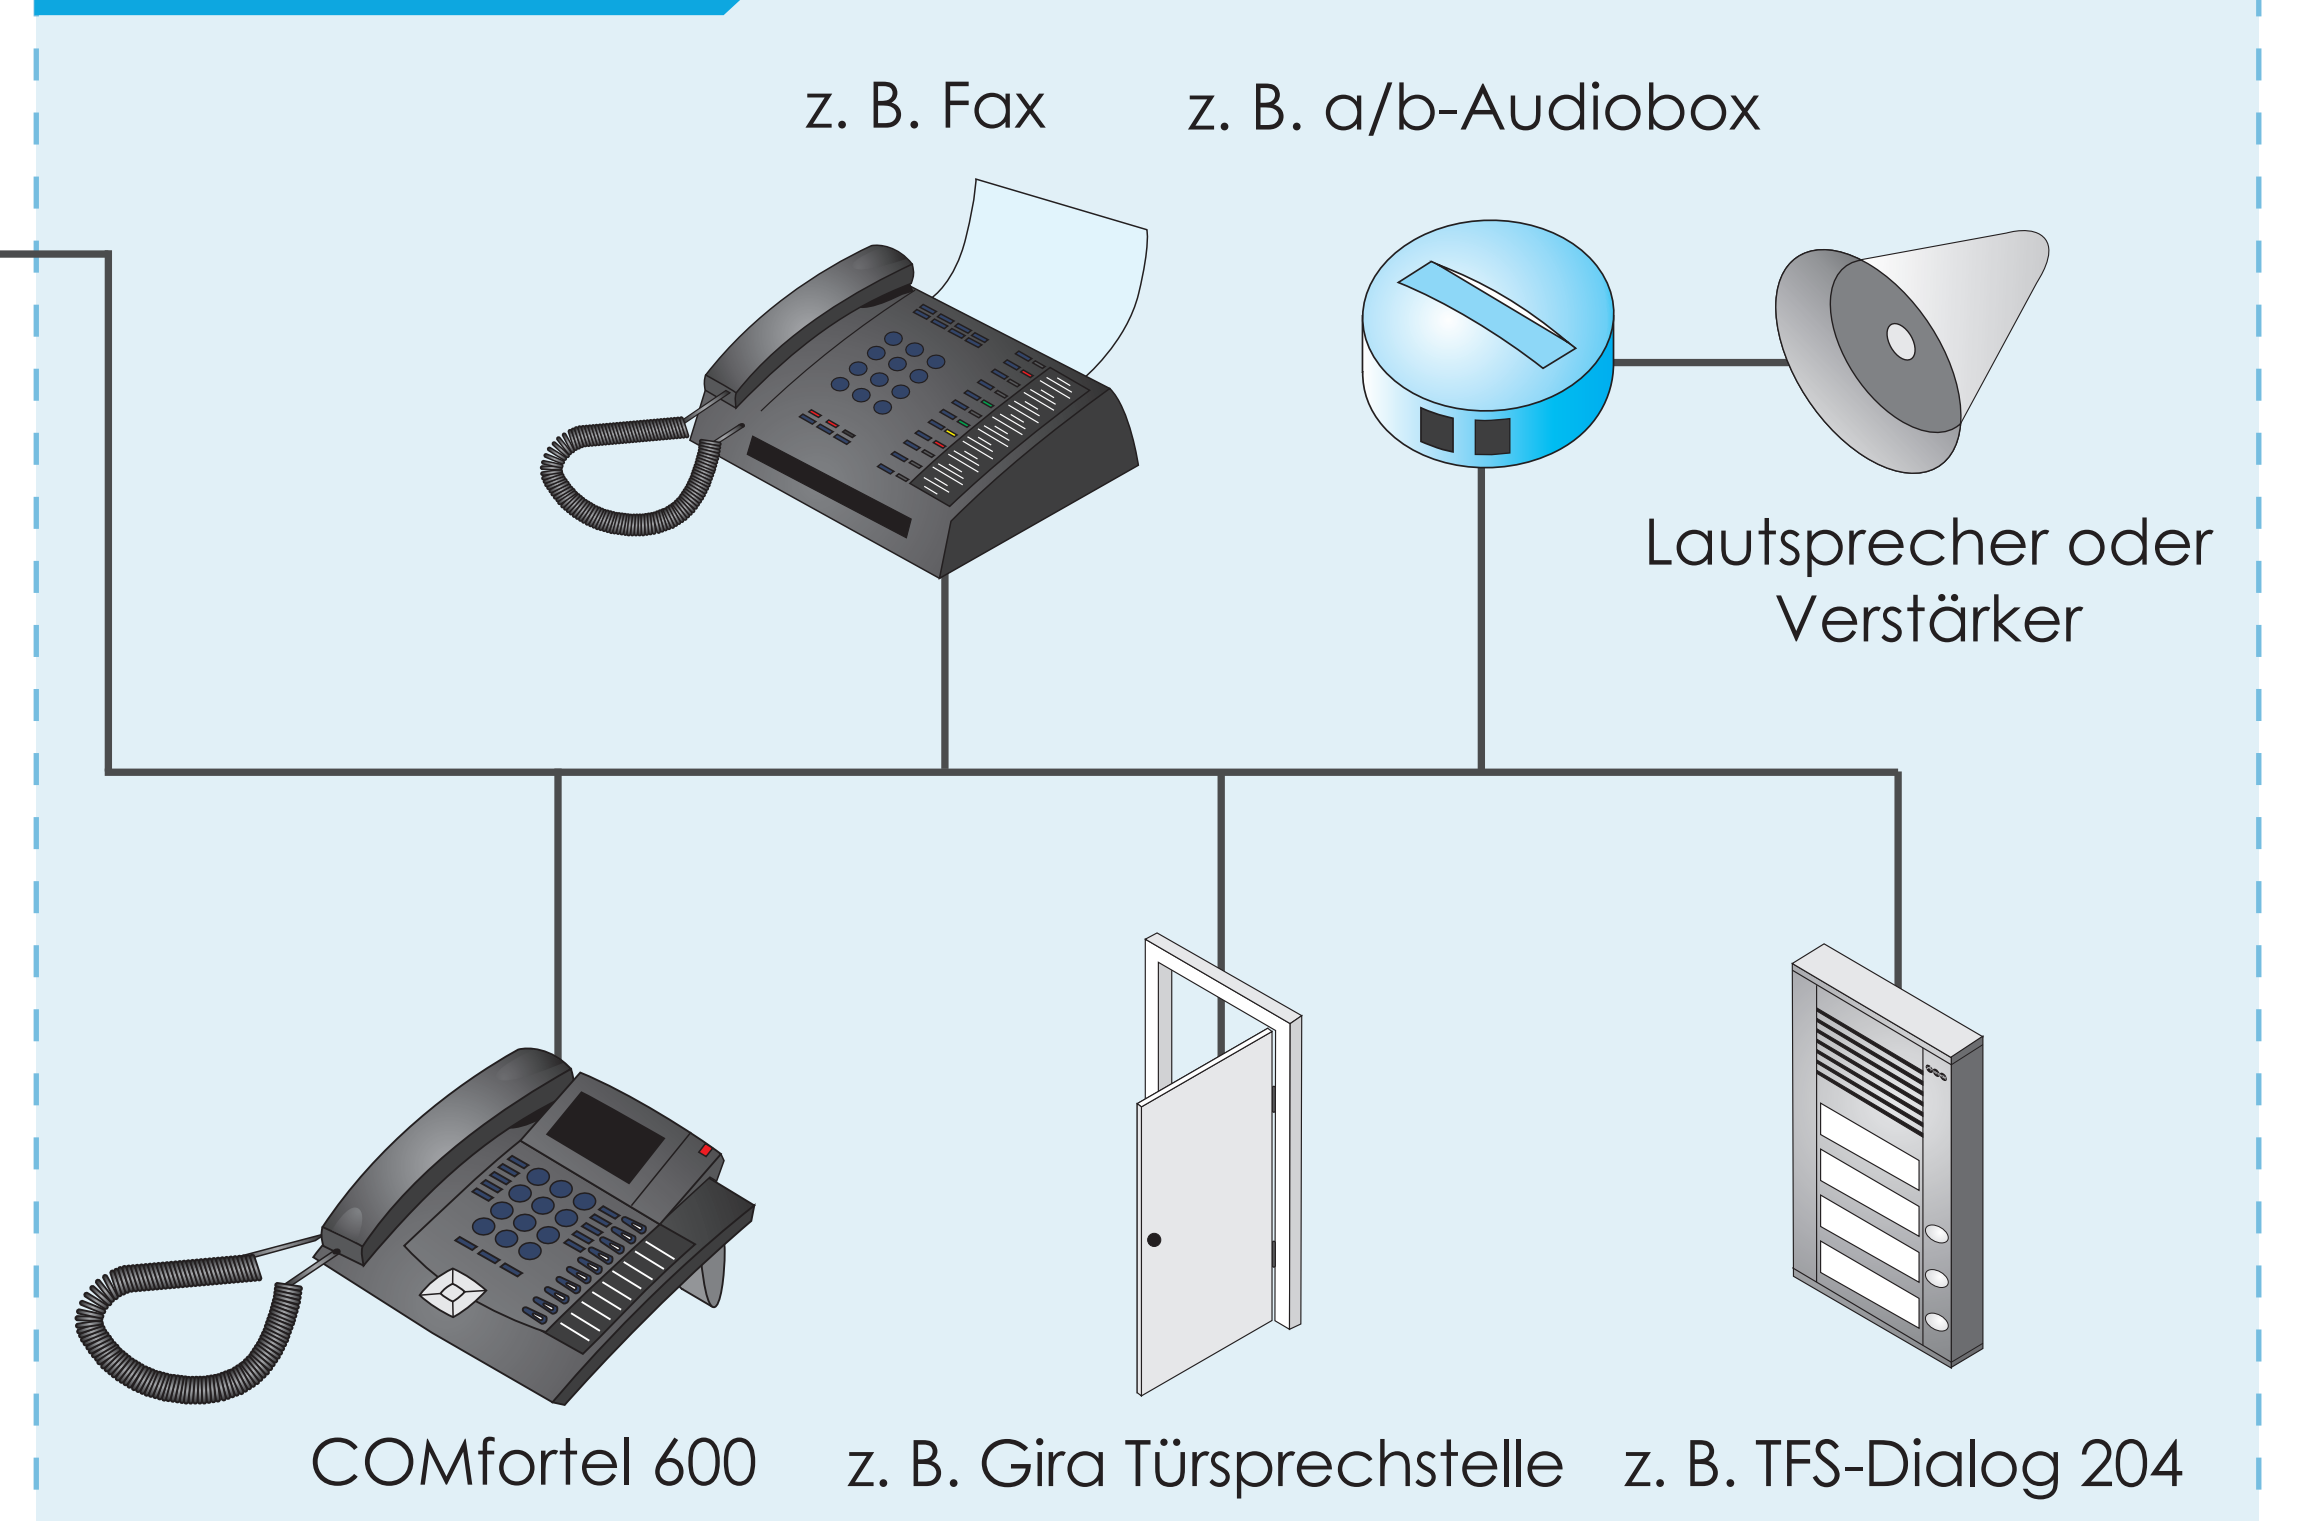 z. B. Fax
z. B. a/b-Audiobox
Lautsprecher oder
Verstärker
COMfortel 600
z. B. Gira Türsprechstelle
z. B. TFS-Dialog 204